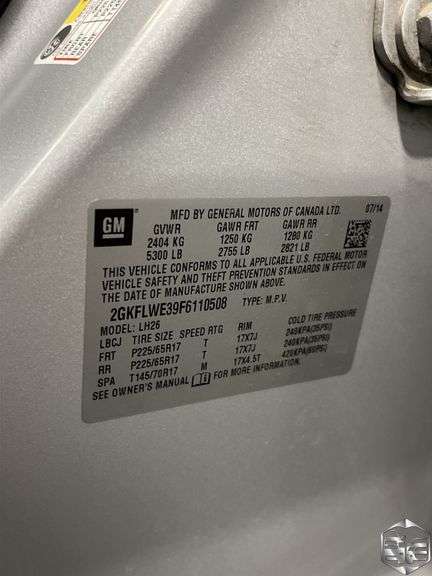 GM
MFD BY GENERAL MOTORS OF CANADA LTD. 07/14
GVWR GAWR FRT GAWR RR
2404 KG 1250 KG 1280 KG
5300 LB 2755 LB 2821 LB
THIS VEHICLE CONFORMS TO ALL APPLICABLE U.S. FEDERAL MOTOR
VEHICLE SAFETY AND THEFT PREVENTION STANDARDS IN EFFECT ON
THE DATE OF MANUFACTURE SHOWN ABOVE.
2GKFLWE39F6110508 TYPE: M.P.V.
MODEL: LH26
LBCJ TIRE SIZE SPEED RTG RIM COLD TIRE PRESSURE
FRT P225/65R17 T 17X7J 240KPA(35PSI)
RR P225/65R17 T 17X7J 240KPA(35PSI)
SPA T145/70R17 M 17X4.5T 420KPA(60PSI)
SEE OWNER'S MANUAL FOR MORE INFORMATION.